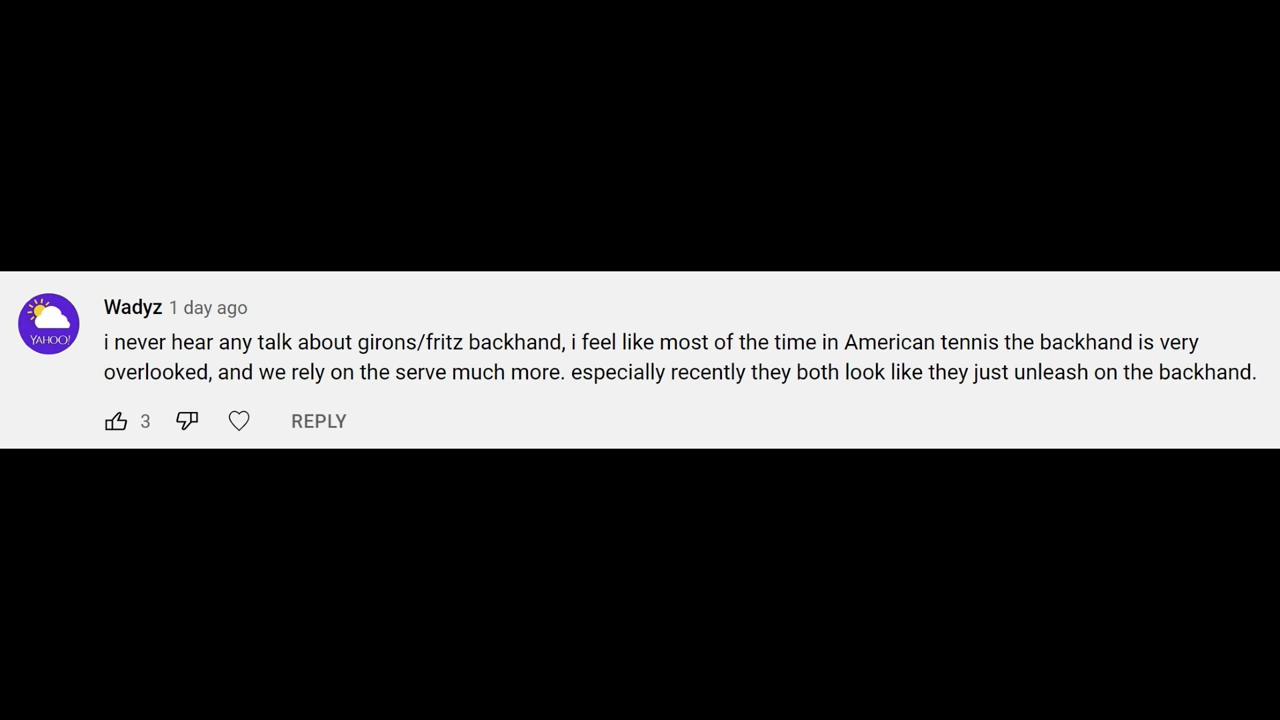 YAHOO!
Wadyz 1 day ago
i never hear any talk about girons/fritz backhand, i feel like most of the time in American tennis the backhand is very
overlooked, and we rely on the serve much more. especially recently they both look like they just unleash on the backhand.
3 REPLY